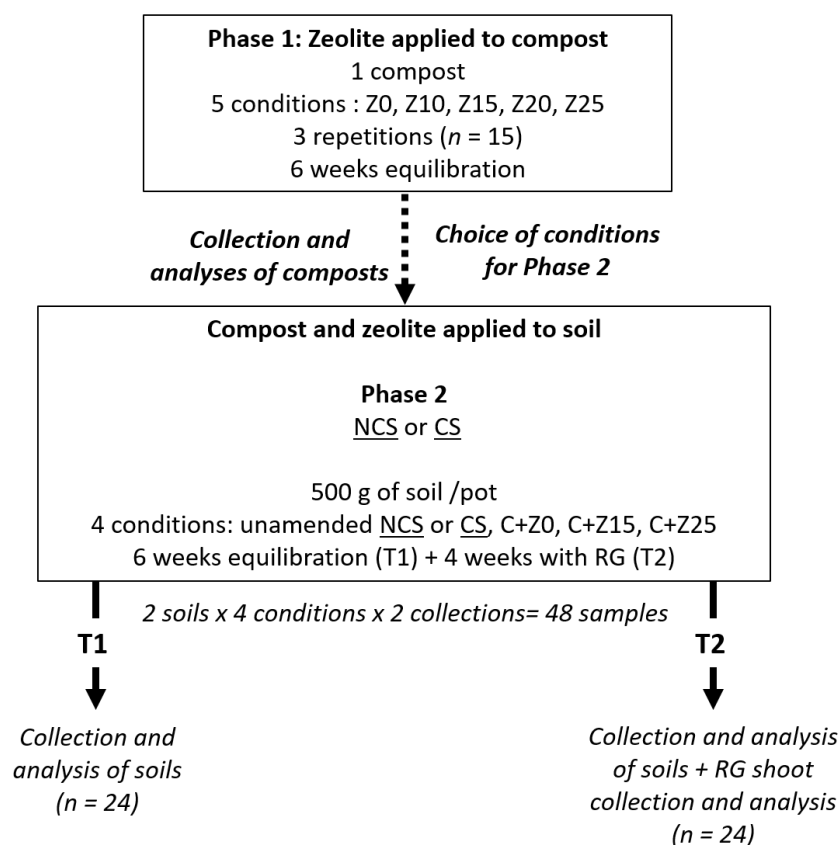 Phase 1: Zeolite applied to compost
1 compost
5 conditions : Z0, Z10, Z15, Z20, Z25
3 repetitions (n = 15)
6 weeks equilibration
Collection and
analyses of composts
Choice of conditions
for Phase 2
Compost and zeolite applied to soil
Phase 2
NCS or CS
500 g of soil /pot
4 conditions: unamended NCS or CS, C+Z0, C+Z15, C+Z25
6 weeks equilibration (T1) + 4 weeks with RG (T2)
2 soils x 4 conditions x 2 collections= 48 samples
T1
T2
Collection and
analysis of soils
(n = 24)
Collection and analysis
of soils + RG shoot
collection and analysis
(n = 24)